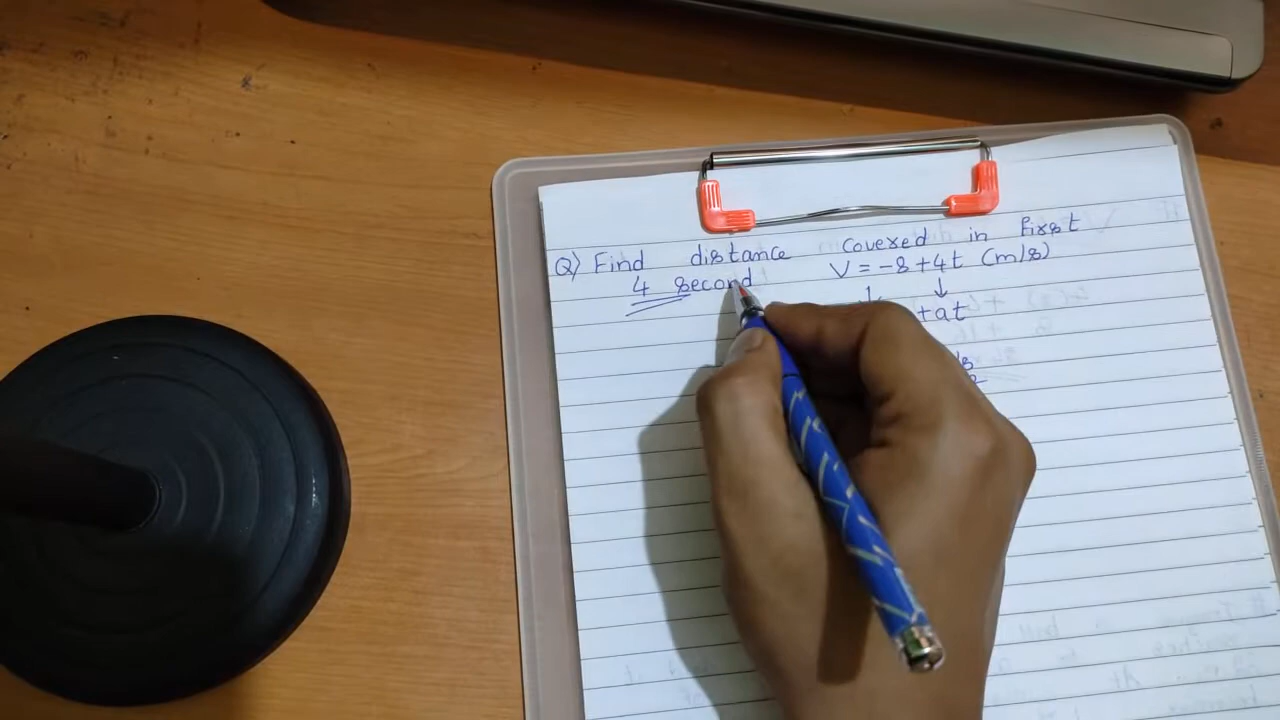 Q) Find distance covered in first
4 second V = -8 + 4t (m/s)
+ at